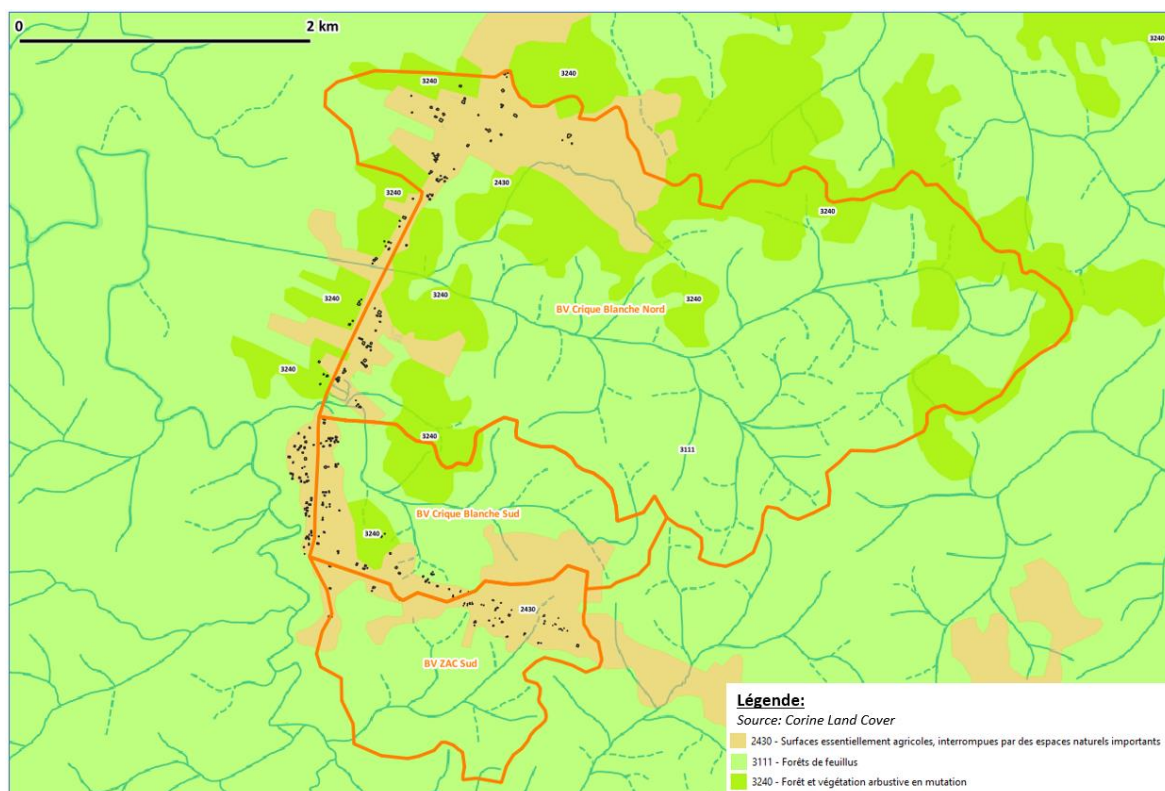 0 2 km
3240
3240
3240
3240
2430
3240
3240
3240
3240
BV Crique Blanche Nord
3240
3240
3111
BV Crique Blanche Sud
3240
2430
BV ZAC Sud
Légende:
Source: Corine Land Cover
2430 - Surfaces essentiellement agricoles, interrompues par des espaces naturels importants
3111 - Forêts de feuillus
3240 - Forêt et végétation arbustive en mutation